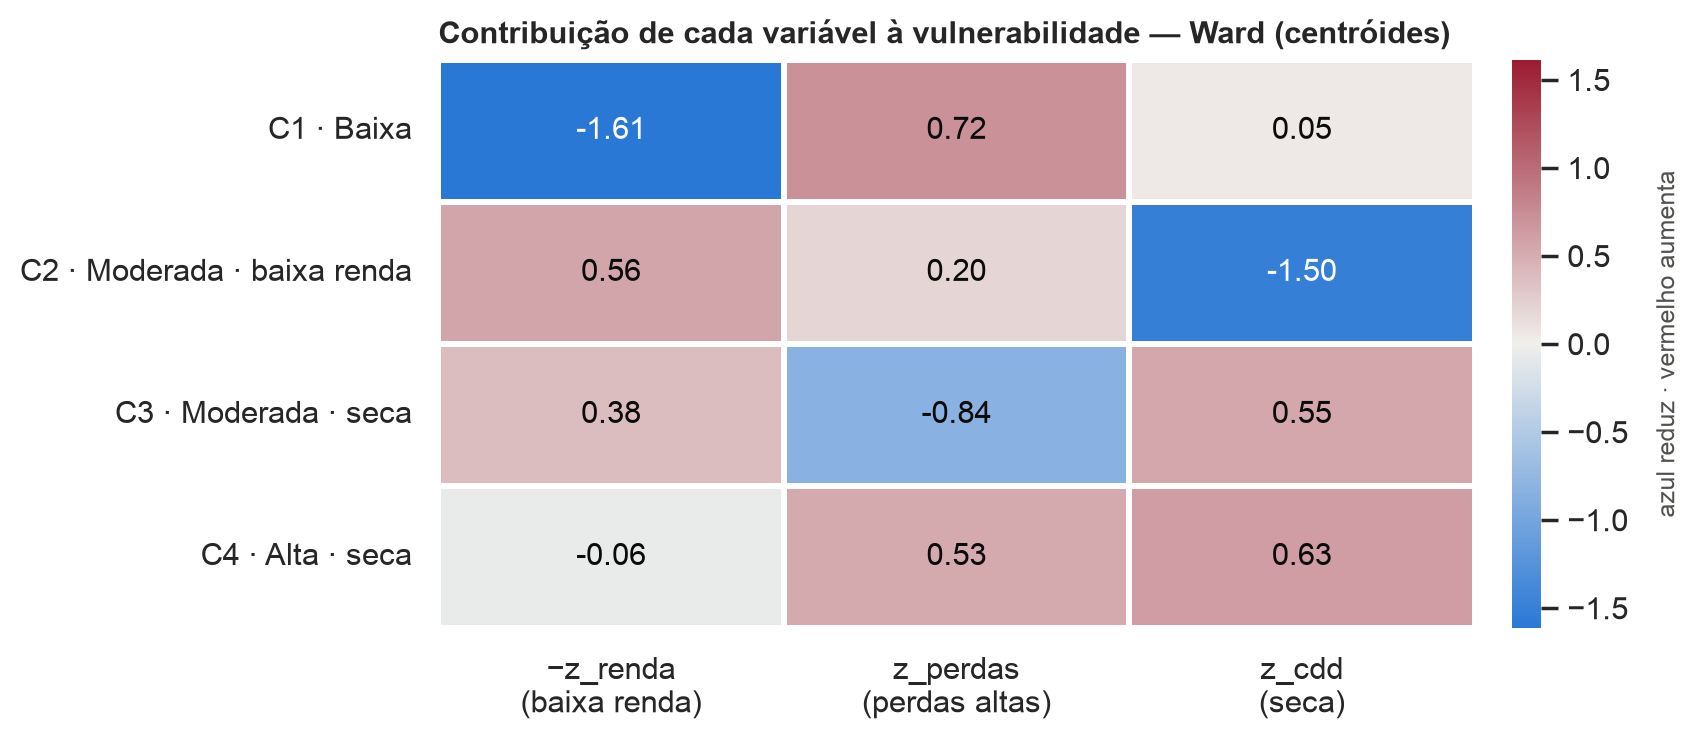 Contribuição de cada variável à vulnerabilidade — Ward (centróides)
C1 · Baixa
-1.61
0.72
0.05
C2 · Moderada · baixa renda
0.56
0.20
-1.50
C3 · Moderada · seca
0.38
-0.84
0.55
C4 · Alta · seca
-0.06
0.53
0.63
−z_renda
(baixa renda)
z_perdas
(perdas altas)
z_cdd
(seca)
1.5
1.0
0.5
0.0
−0.5
−1.0
−1.5
azul reduz · vermelho aumenta